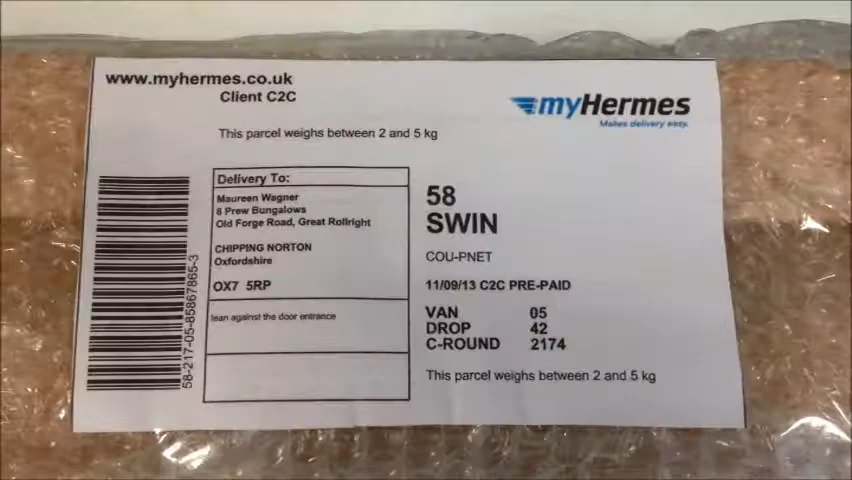 www.myhermes.co.uk
Client C2C
myHermes
Makes delivery easy.
This parcel weighs between 2 and 5 kg
Delivery To:
Maureen Wagner
8 Prew Bungalows
Old Forge Road, Great Rollright
CHIPPING NORTON
Oxfordshire
OX7 5RP
lean against the door entrance
58-217-05-85867865-3
58
SWIN
COU-PNET
11/09/13 C2C PRE-PAID
VAN 05
DROP 42
C-ROUND 2174
This parcel weighs between 2 and 5 kg